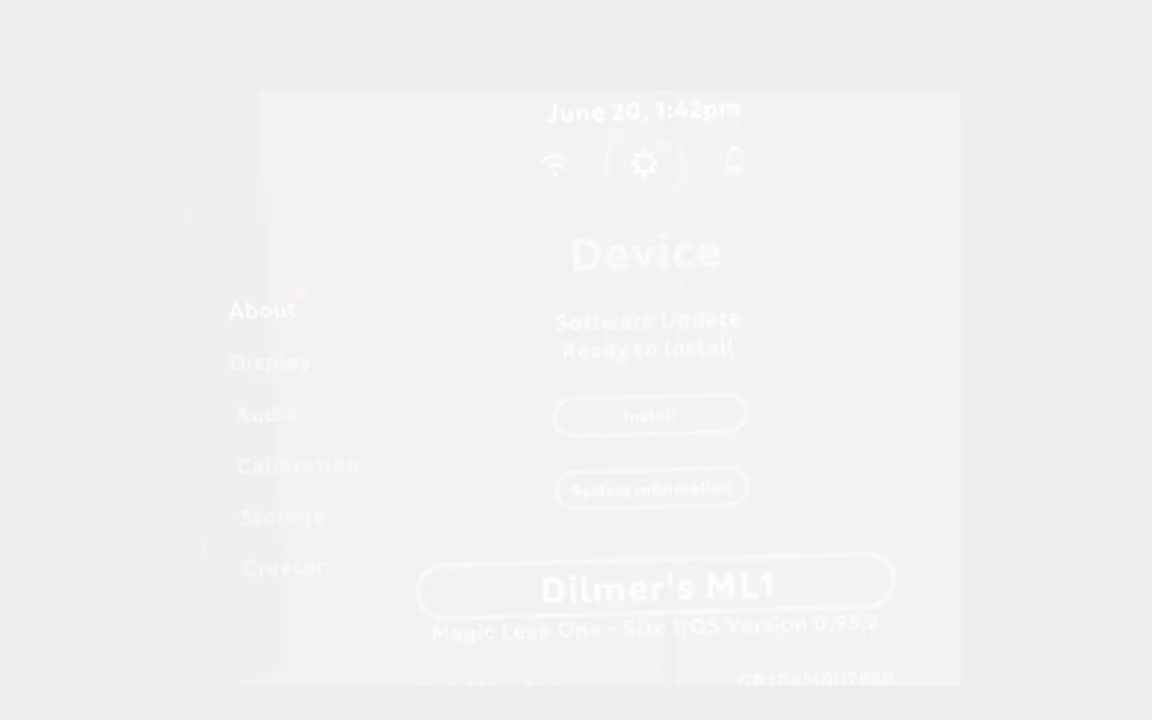 June 20, 1:42pm
Device
About
Software Update
Ready to Install
Display
Audio
Install
Calibration
System Information
Storage
Creator
Dilmer's ML1
Magic Leap One - Size 1|OS Version 0.95.2
GB206M002650